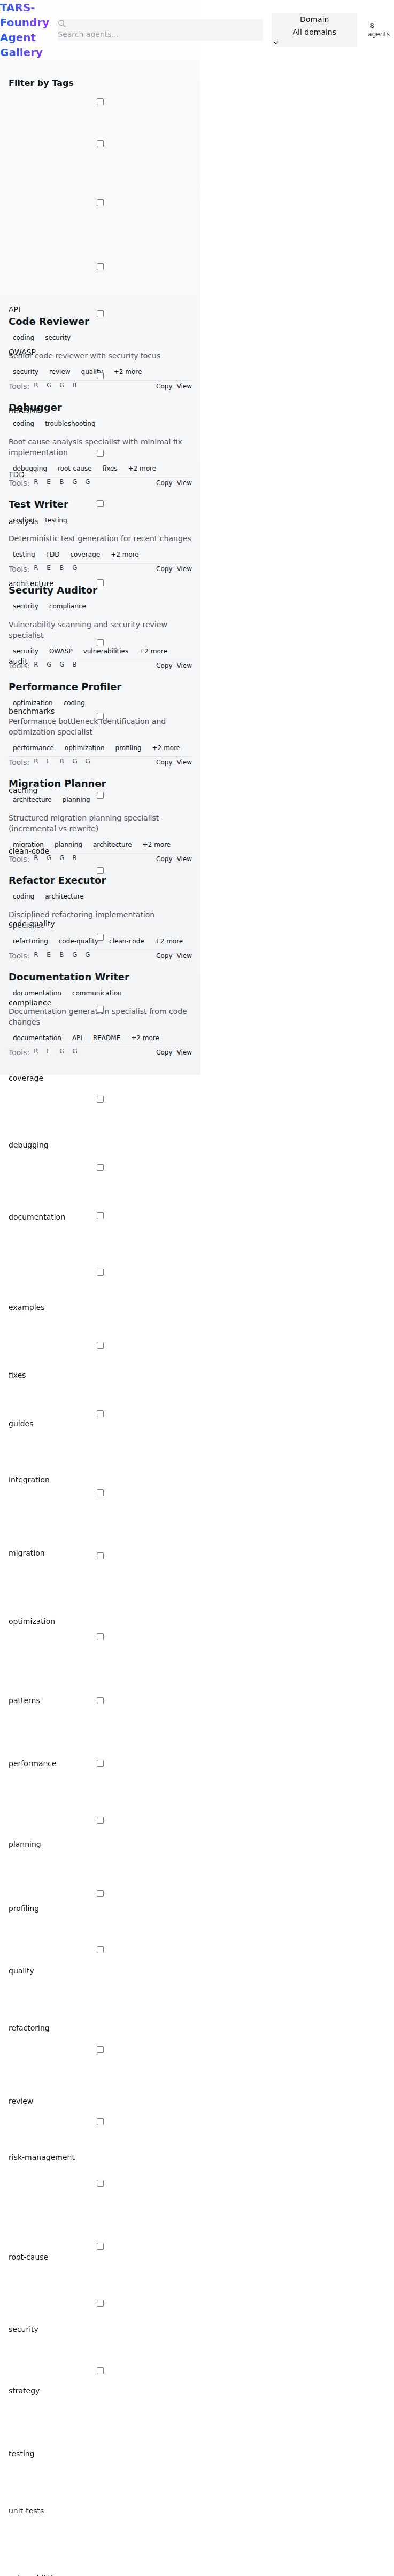 TARS-
Foundry
Agent
Gallery
Search agents...
Domain
All domains
8
agents
Filter by Tags
API
Code Reviewer
coding security
OWASP
Senior code reviewer with security focus
security review quality +2 more
Tools: R G G B Copy View
Debugger
README
coding troubleshooting
Root cause analysis specialist with minimal fix
implementation
debugging root-cause fixes +2 more
TDD
Tools: R E B G G Copy View
Test Writer
coding testing
analysis
Deterministic test generation for recent changes
testing TDD coverage +2 more
Tools: R E B G Copy View
architecture
Security Auditor
security compliance
Vulnerability scanning and security review
specialist
security OWASP vulnerabilities +2 more
audit
Tools: R G G B Copy View
Performance Profiler
optimization coding
benchmarks
Performance bottleneck identification and
optimization specialist
performance optimization profiling +2 more
Tools: R E B G G Copy View
Migration Planner
caching
architecture planning
Structured migration planning specialist
(incremental vs rewrite)
migration planning architecture +2 more
clean-code
Tools: R G G B Copy View
Refactor Executor
coding architecture
Disciplined refactoring implementation
specialist
code-quality
refactoring code-quality clean-code +2 more
Tools: R E B G G Copy View
Documentation Writer
documentation communication
compliance
Documentation generation specialist from code
changes
documentation API README +2 more
Tools: R E G G Copy View
coverage
debugging
documentation
examples
fixes
guides
integration
migration
optimization
patterns
performance
planning
profiling
quality
refactoring
review
risk-management
root-cause
security
strategy
testing
unit-tests